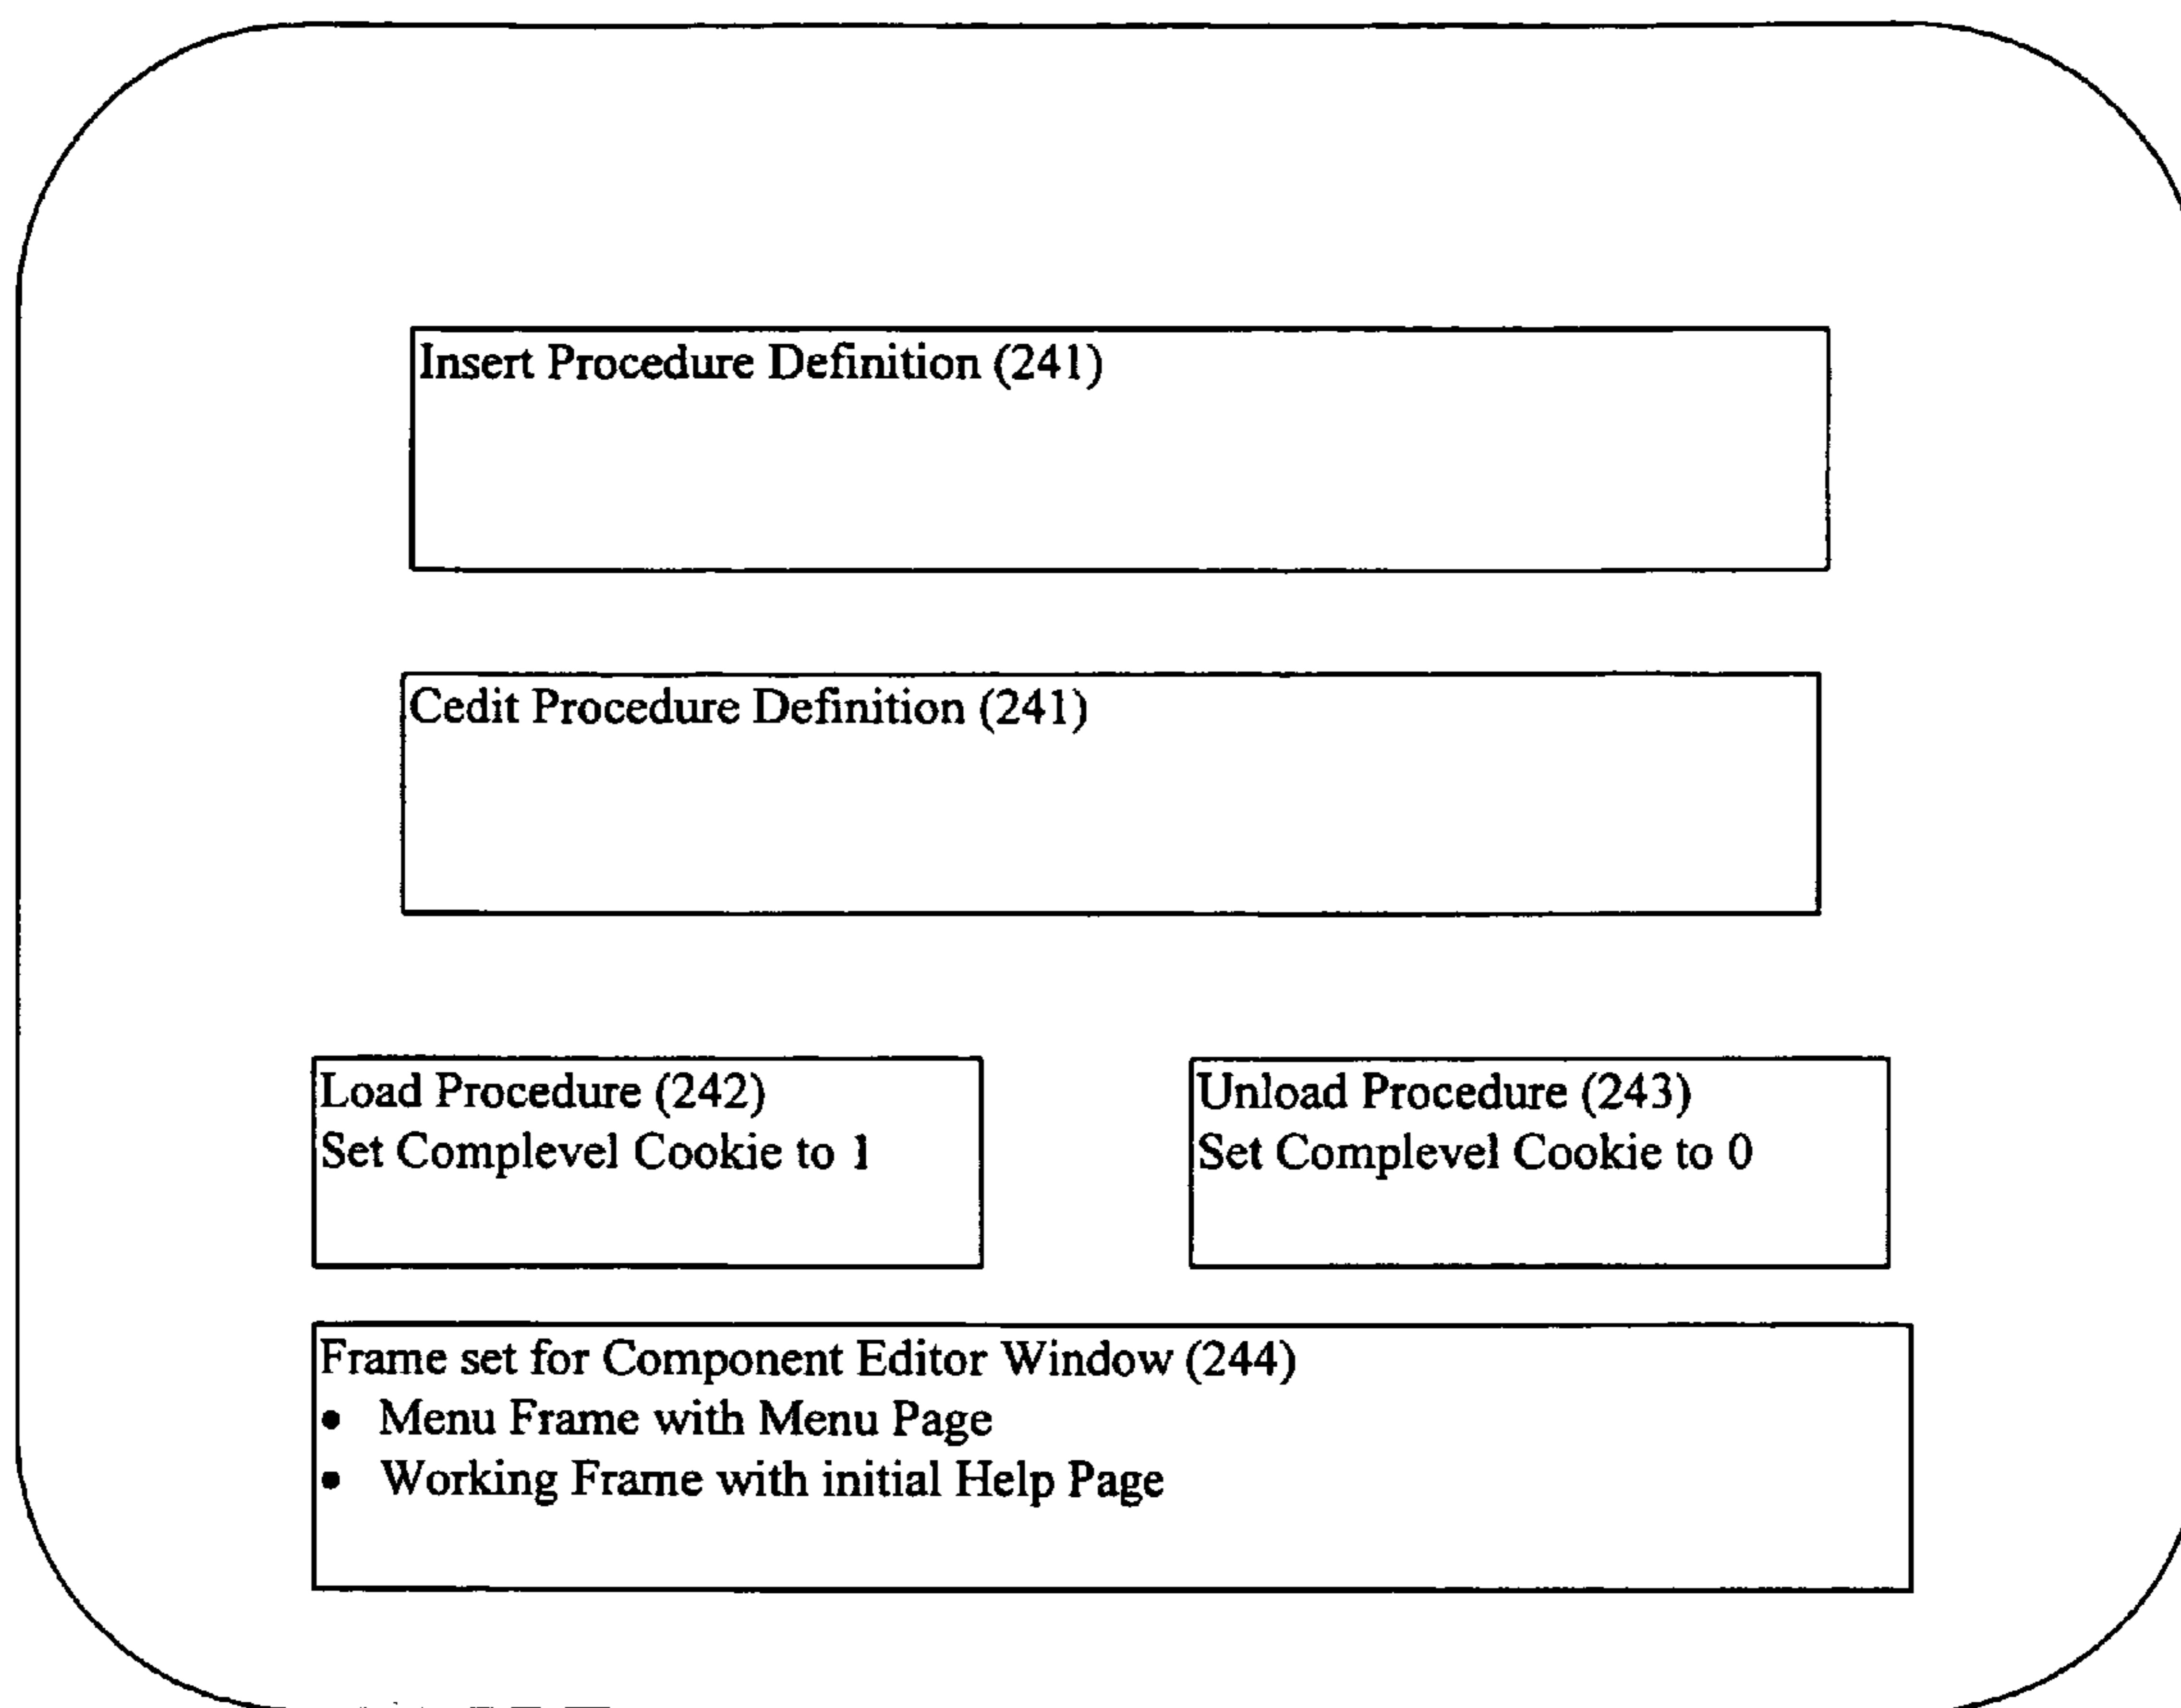 Insert Procedure Definition (241)
Cedit Procedure Definition (241)
Load Procedure (242)
Set Complevel Cookie to 1
Unload Procedure (243)
Set Complevel Cookie to 0
Frame set for Component Editor Window (244)
• Menu Frame with Menu Page
• Working Frame with initial Help Page